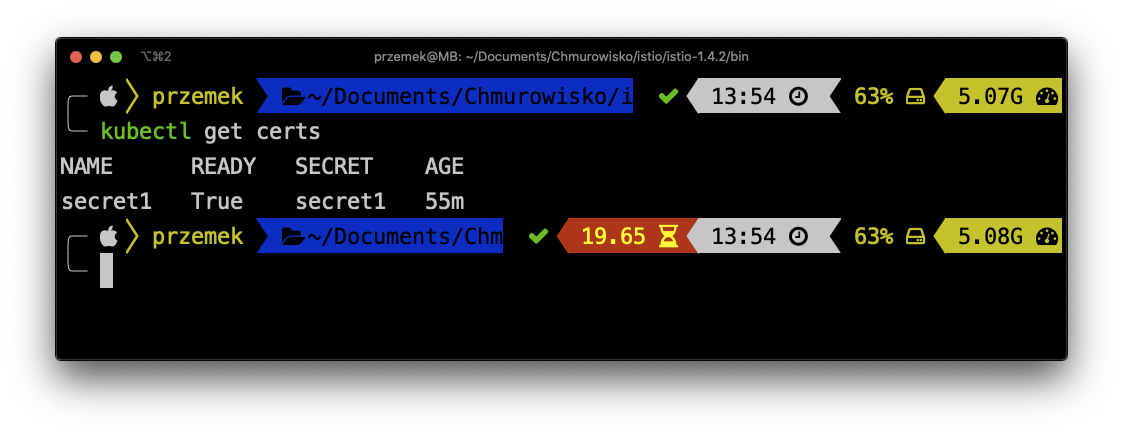 ⌥⌘2 przemek@MB: ~/Documents/Chmurowisko/istio/istio-1.4.2/bin
przemek ~/Documents/Chmurowisko/i ✔ 13:54 63% 5.07G
kubectl get certs
NAME READY SECRET AGE
secret1 True secret1 55m
przemek ~/Documents/Chm ✔ 19.65 13:54 63% 5.08G